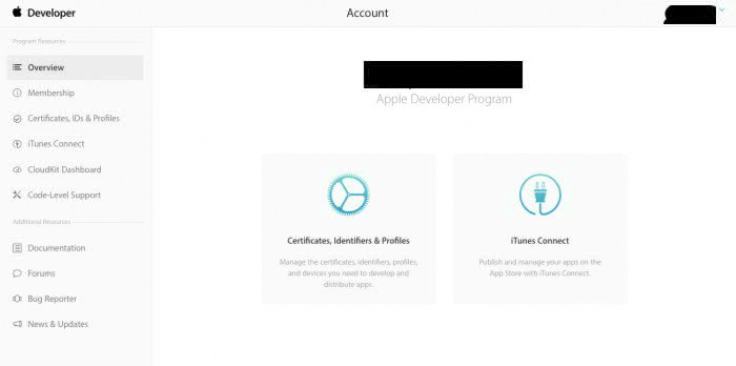 Developer
Account
Program Resources
Overview
Membership
Certificates, IDs & Profiles
iTunes Connect
CloudKit Dashboard
Code-Level Support
Additional Resources
Documentation
Forums
Bug Reporter
News & Updates
Apple Developer Program
Certificates, Identifiers & Profiles
Manage the certificates, identifiers, profiles,
and devices you need to develop and
distribute apps.
iTunes Connect
Publish and manage your apps on the
App Store with iTunes Connect.